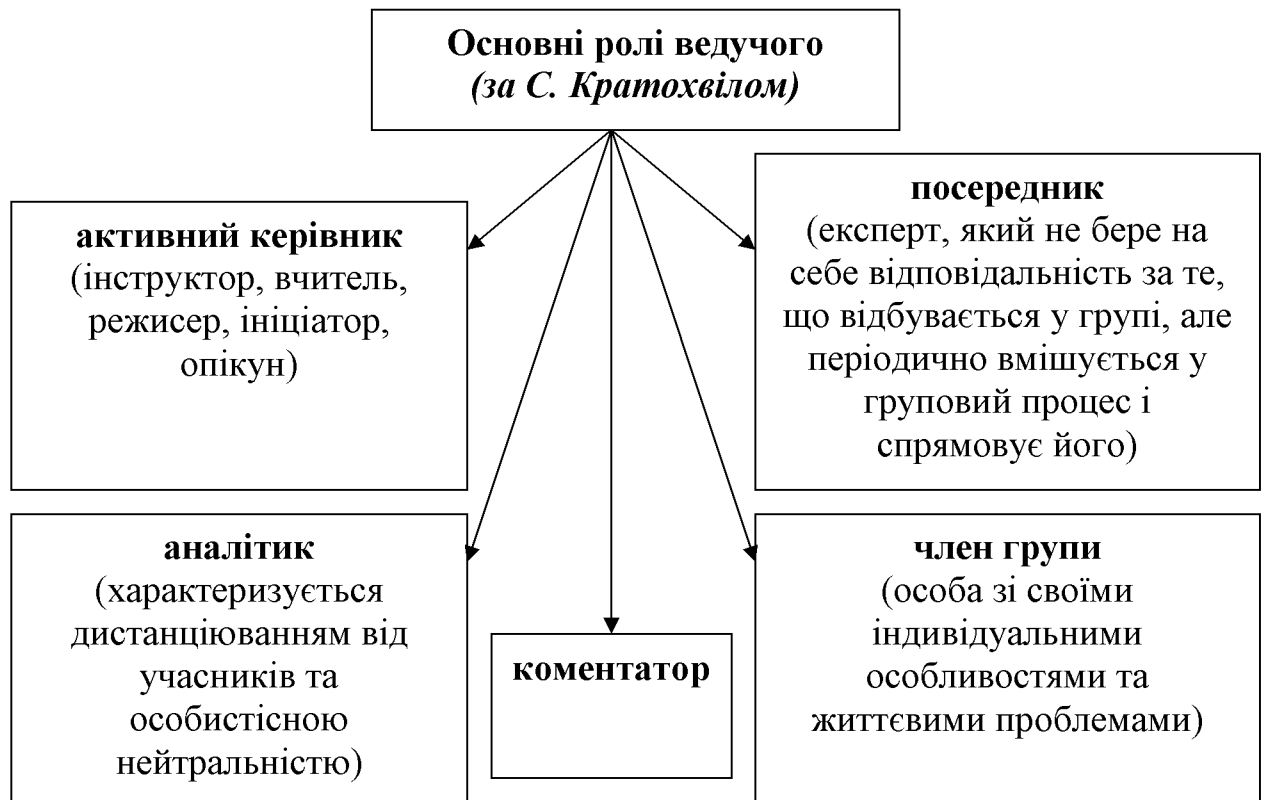 Основні ролі ведучого
(за С. Кратохвілом)
активний керівник
(інструктор, вчитель,
режисер, ініціатор,
опікун)
посередник
(експерт, який не бере на
себе відповідальність за те,
що відбувається у групі, але
періодично вмішується у
груповий процес і
спрямовує його)
аналітик
(характеризується
дистанціюванням від
учасників та
особистісною
нейтральністю)
коментатор
член групи
(особа зі своїми
індивідуальними
особливостями та
життєвими проблемами)